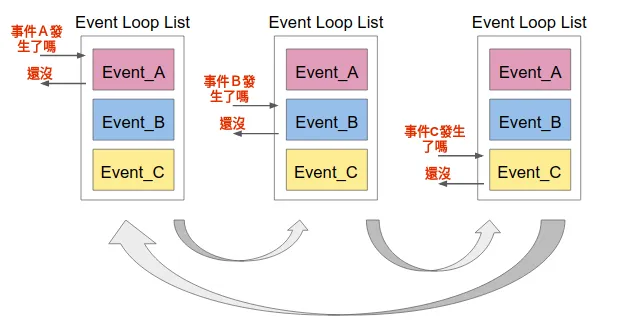 Event Loop List
事件Ａ發
生了嗎
還沒
Event_A
Event_B
Event_C
Event Loop List
事件Ｂ發
生了嗎
還沒
Event_A
Event_B
Event_C
Event Loop List
事件C發生
了嗎
還沒
Event_A
Event_B
Event_C